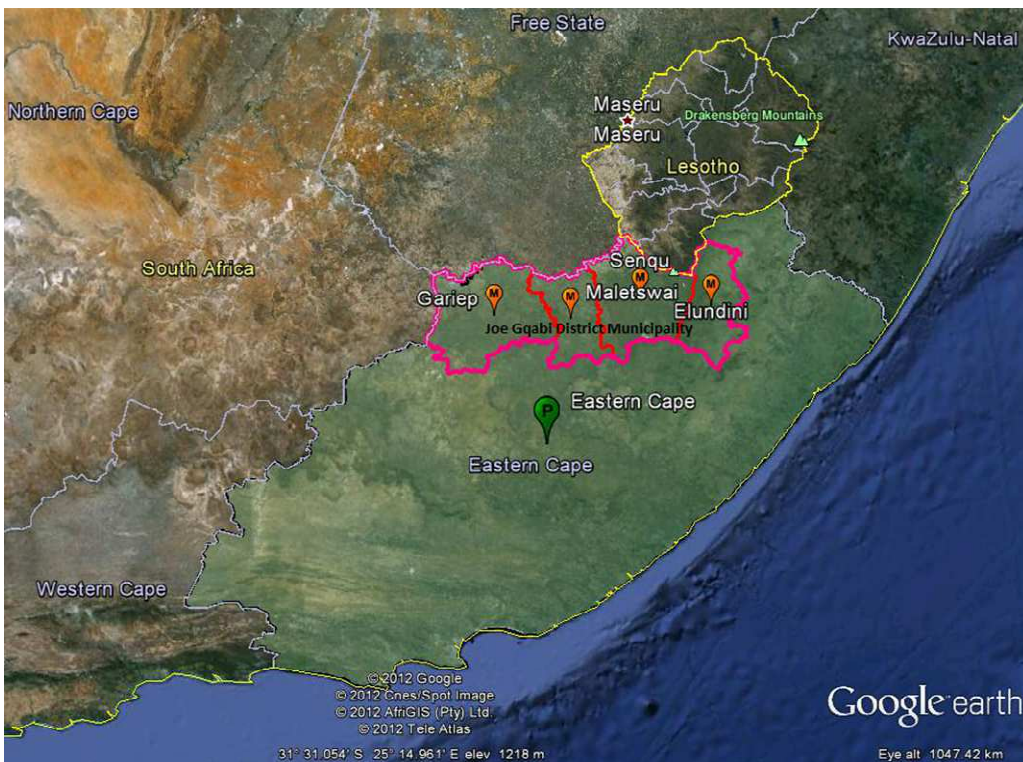 Free State
KwaZulu-Natal
Northern Cape
Maseru
Maseru
Drakensberg Mountains
Lesotho
South Africa
Senqu
Gariep
M
M
M
M
Maletswai
Elundini
Joe Gqabi District Municipality
P
Eastern Cape
Eastern Cape
Western Cape
© 2012 Google
© 2012 Cnes/Spot Image
© 2012 AfriGIS (Pty) Ltd.
© 2012 Tele Atlas
Google earth
31° 31.054' S 25° 14.961' E elev 1218 m
Eye alt 1047.42 km